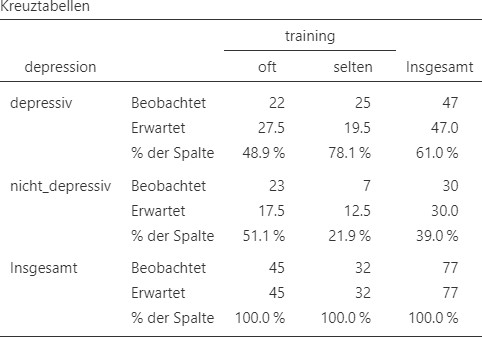 Kreuztabellen
training
depression oft selten Insgesamt
depressiv Beobachtet 22 25 47
Erwartet 27.5 19.5 47.0
% der Spalte 48.9 % 78.1 % 61.0 %
nicht_depressiv Beobachtet 23 7 30
Erwartet 17.5 12.5 30.0
% der Spalte 51.1 % 21.9 % 39.0 %
Insgesamt Beobachtet 45 32 77
Erwartet 45 32 77
% der Spalte 100.0 % 100.0 % 100.0 %